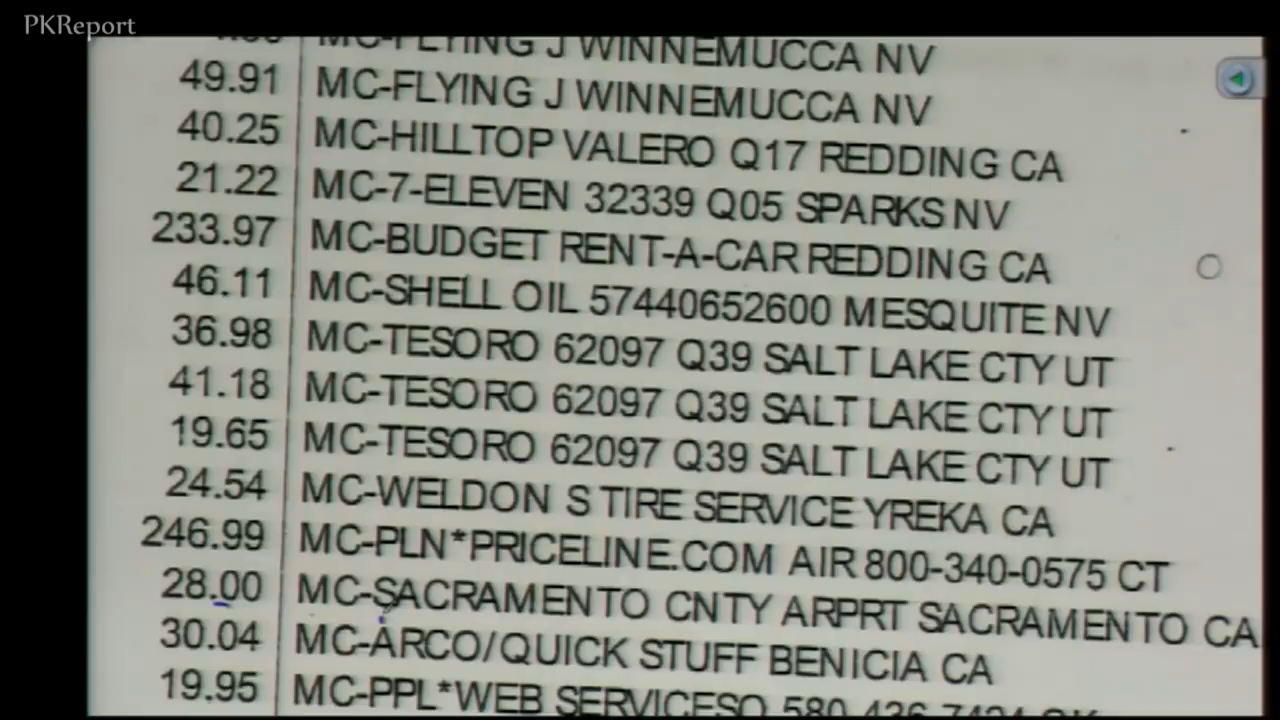 PKReport
MC-FLYING J WINNEMUCCA NV
49.91 MC-FLYING J WINNEMUCCA NV
40.25 MC-HILLTOP VALERO Q17 REDDING CA
21.22 MC-7-ELEVEN 32339 Q05 SPARKS NV
233.97 MC-BUDGET RENT-A-CAR REDDING CA
46.11 MC-SHELL OIL 57440652600 MESQUITE NV
36.98 MC-TESORO 62097 Q39 SALT LAKE CTY UT
41.18 MC-TESORO 62097 Q39 SALT LAKE CTY UT
19.65 MC-TESORO 62097 Q39 SALT LAKE CTY UT
24.54 MC-WELDON S TIRE SERVICE YREKA CA
246.99 MC-PLN*PRICELINE.COM AIR 800-340-0575 CT
28.00 MC-SACRAMENTO CNTY ARPRT SACRAMENTO CA
30.04 MC-ARCO/QUICK STUFF BENICIA CA
19.95 MC-PPL*WEB SERVICESO